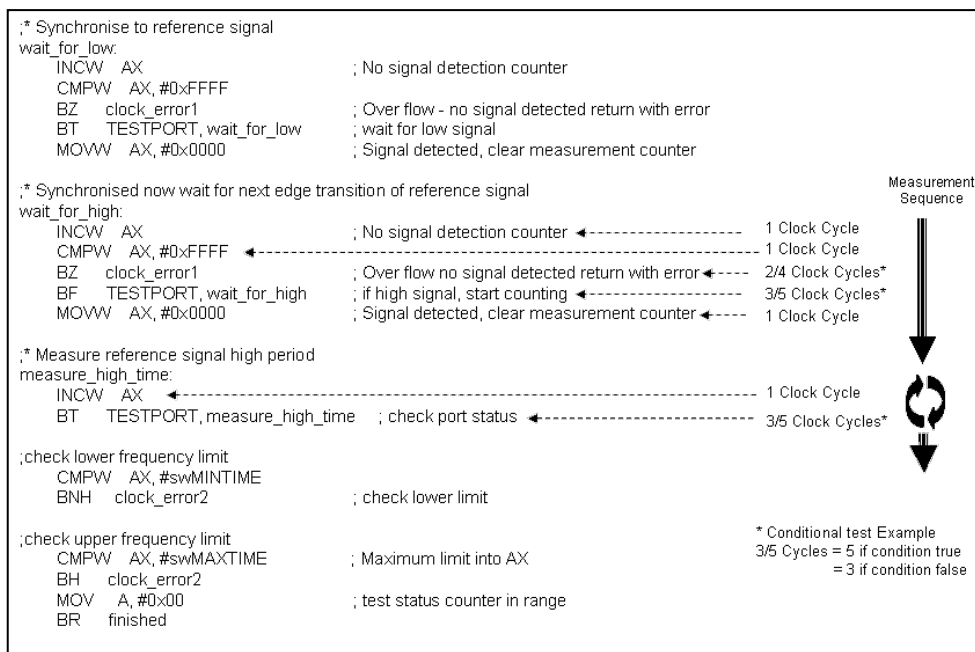 ;* Synchronise to reference signal
wait_for_low:
INCW AX ; No signal detection counter
CMPW AX, #0xFFFF
BZ clock_error1 ; Over flow - no signal detected return with error
BT TESTPORT, wait_for_low ; wait for low signal
MOVW AX, #0x0000 ; Signal detected, clear measurement counter
;* Synchronised now wait for next edge transition of reference signal
wait_for_high:
INCW AX ; No signal detection counter
CMPW AX, #0xFFFF
BZ clock_error1 ; Over flow no signal detected return with error
BF TESTPORT, wait_for_high ; if high signal, start counting
MOVW AX, #0x0000 ; Signal detected, clear measurement counter
;* Measure reference signal high period
measure_high_time:
INCW AX
BT TESTPORT, measure_high_time ; check port status
;check lower frequency limit
CMPW AX, #swMINTIME
BNH clock_error2 ; check lower limit
;check upper frequency limit
CMPW AX, #swMAXTIME ; Maximum limit into AX
BH clock_error2
MOV A, #0x00 ; test status counter in range
BR finished
Measurement
Sequence
1 Clock Cycle
1 Clock Cycle
2/4 Clock Cycles*
3/5 Clock Cycles*
1 Clock Cycle
1 Clock Cycle
3/5 Clock Cycles*
* Conditional test Example
3/5 Cycles = 5 if condition true
= 3 if condition false